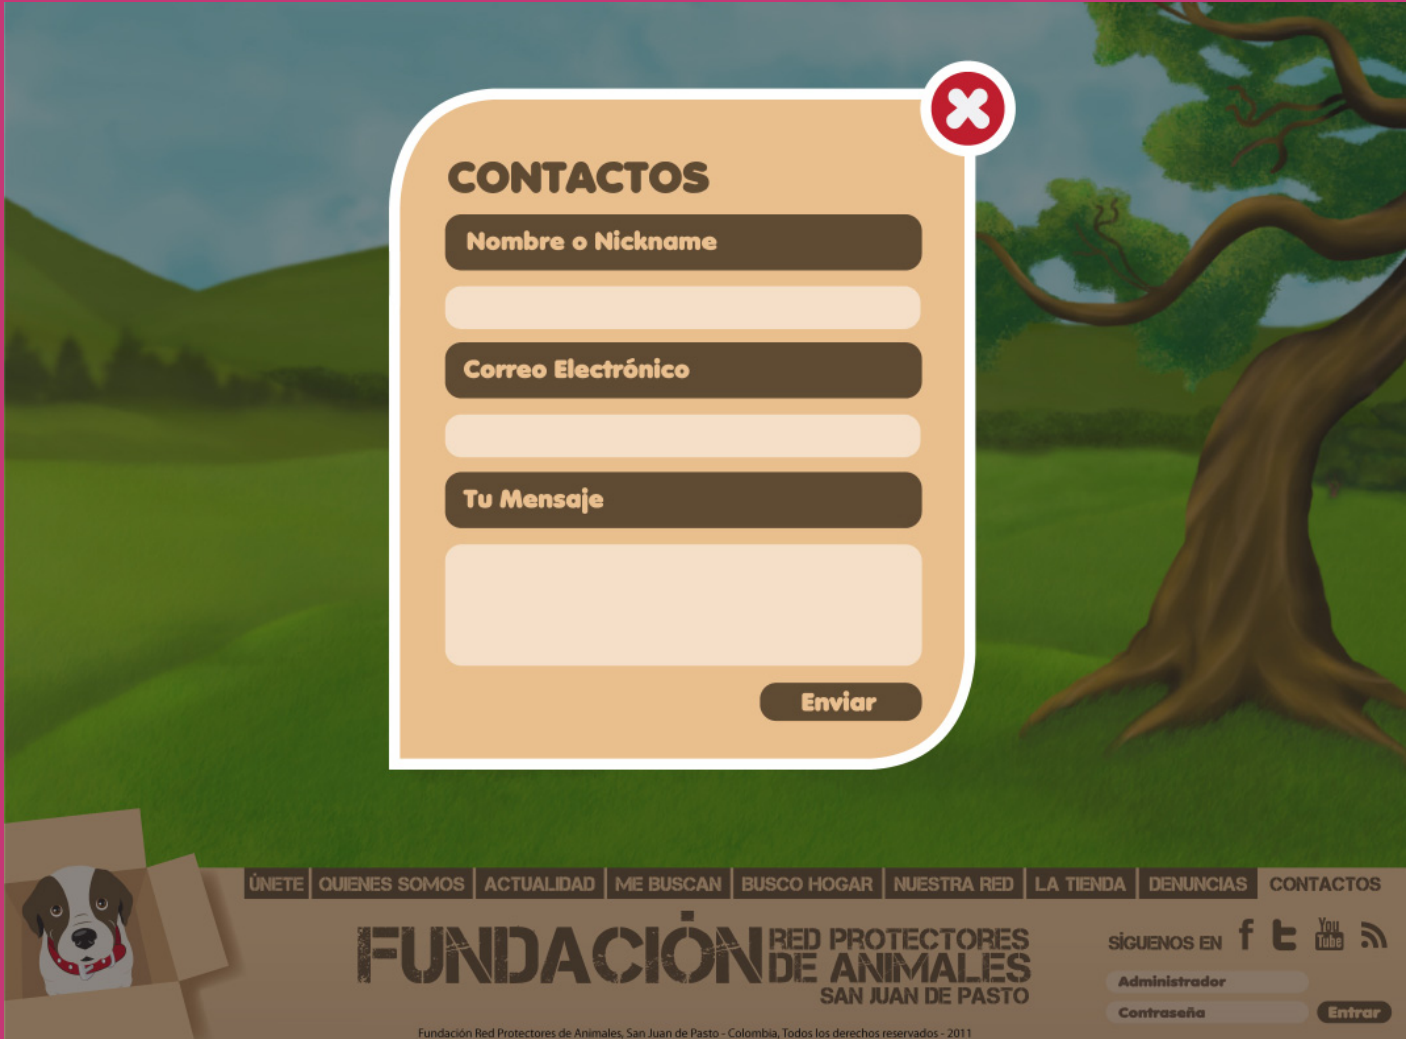 CONTACTOS
Nombre o Nickname
Correo Electrónico
Tu Mensaje
Enviar
ÚNETE QUIENES SOMOS ACTUALIDAD ME BUSCAN BUSCO HOGAR NUESTRA RED LA TIENDA DENUNCIAS CONTACTOS
FUNDACIÓN RED PROTECTORES
DE ANIMALES
SAN JUAN DE PASTO
SÍGUENOS EN f t You Tube
Administrador
Contraseña Entrar
Fundación Red Protectores de Animales, San Juan de Pasto - Colombia, Todos los derechos reservados - 2011